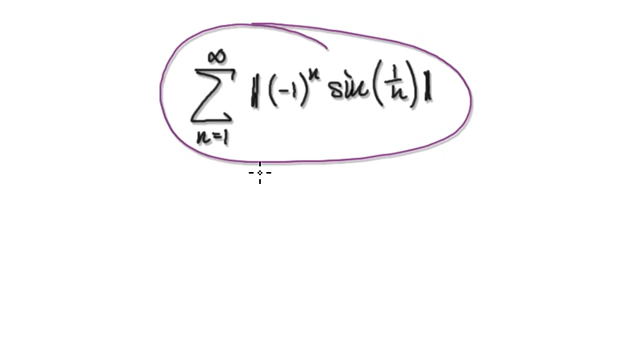 ∞
∑ |(-1)ⁿ sin(1/n)|
n=1